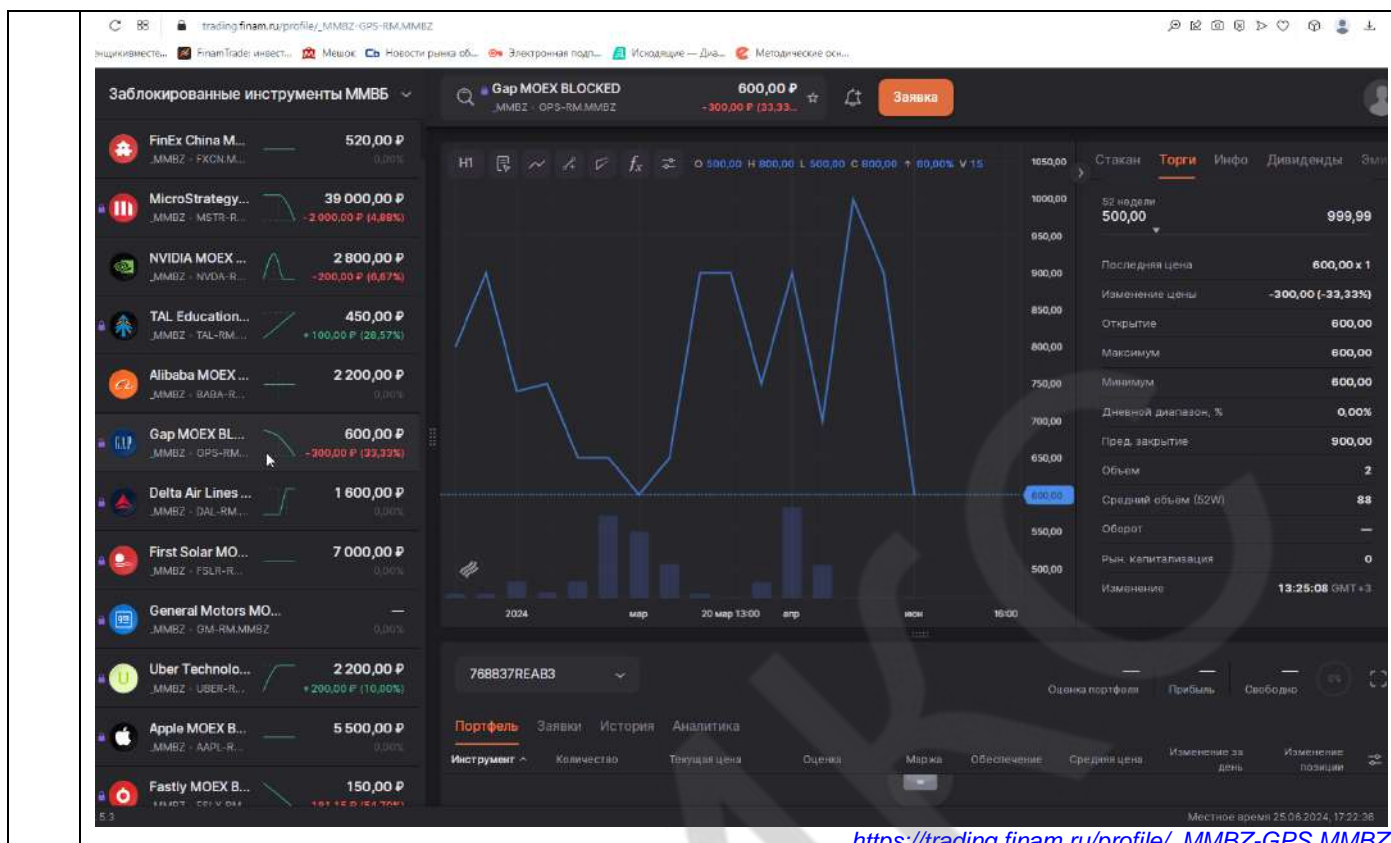 trading.finam.ru/profile/_MMBZ-GPS-RM.MMBZ
енщикивместе... FinamTrade: инвест... Мешок Сb Новости рынка об... Электронная подп... Исходящие — Диа... Методические осн...
Заблокированные инструменты ММВБ
Gap MOEX BLOCKED 600,00 ₽
_MMBZ · GPS-RM.MMBZ -300,00 ₽ (33,33...
Заявка
FinEx China M... 520,00 ₽
_MMBZ · FXCN.M... 0,00%
MicroStrategy... 39 000,00 ₽
_MMBZ · MSTR-R... -2 000,00 ₽ (4,88%)
NVIDIA MOEX ... 2 800,00 ₽
_MMBZ · NVDA-R... -200,00 ₽ (6,67%)
TAL Education... 450,00 ₽
_MMBZ · TAL-RM.... +100,00 ₽ (28,57%)
Alibaba MOEX ... 2 200,00 ₽
_MMBZ · BABA-R... 0,00%
Gap MOEX BL... 600,00 ₽
_MMBZ · GPS-RM... -300,00 ₽ (33,33%)
Delta Air Lines ... 1 600,00 ₽
_MMBZ · DAL-RM.... 0,00%
First Solar MO... 7 000,00 ₽
_MMBZ · FSLR-R... 0,00%
General Motors MO... —
_MMBZ · GM-RM.MMBZ 0,00%
Uber Technolo... 2 200,00 ₽
_MMBZ · UBER-R... +200,00 ₽ (10,00%)
Apple MOEX B... 5 500,00 ₽
_MMBZ · AAPL-R... 0,00%
Fastly MOEX B... 150,00 ₽
5.3
H1 fx O 500,00 H 800,00 L 500,00 C 800,00 ↑ 60,00% V 15
1050,00
1000,00
950,00
900,00
850,00
800,00
750,00
700,00
650,00
600,00
550,00
500,00
2024 мар 20 мар 13:00 апр июн 16:00
Стакан Торги Инфо Дивиденды Эми
52 недели
500,00 999,99
Последняя цена 600,00 x 1
Изменение цены -300,00 (-33,33%)
Открытие 600,00
Максимум 600,00
Минимум 600,00
Дневной диапазон, % 0,00%
Пред. закрытие 900,00
Объем 2
Средний объем (52W) 88
Оборот —
Рын. капитализация 0
Изменение 13:25:08 GMT+3
768837REAB3
Оценка портфеля Прибыль Свободно 0%
Портфель Заявки История Аналитика
Инструмент Количество Текущая цена Оценка Маржа Обеспечение Средняя цена Изменение за день Изменение позиции
Местное время 25.06.2024, 17:22:36
https://trading.finam.ru/profile/_MMBZ-GPS.MMBZ